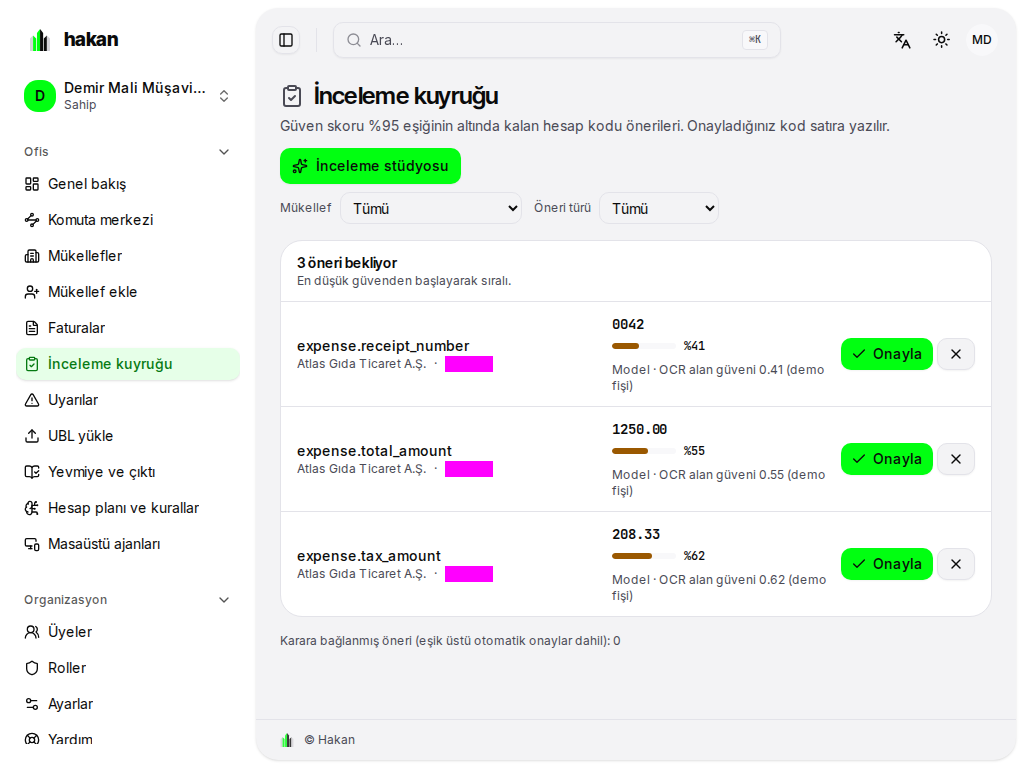 hakan
D
Demir Mali Müşavi...
Sahip
Ofis
Genel bakış
Komuta merkezi
Mükellefler
Mükellef ekle
Faturalar
İnceleme kuyruğu
Uyarılar
UBL yükle
Yevmiye ve çıktı
Hesap planı ve kurallar
Masaüstü ajanları
Organizasyon
Üyeler
Roller
Ayarlar
Yardım
Ara...
⌘K
MD
İnceleme kuyruğu
Güven skoru %95 eşiğinin altında kalan hesap kodu önerileri. Onayladığınız kod satıra yazılır.
İnceleme stüdyosu
Mükellef Tümü Öneri türü Tümü
3 öneri bekliyor
En düşük güvenden başlayarak sıralı.
expense.receipt_number
Atlas Gıda Ticaret A.Ş. ·
0042
%41
Model · OCR alan güveni 0.41 (demo
fişi)
Onayla
expense.total_amount
Atlas Gıda Ticaret A.Ş. ·
1250.00
%55
Model · OCR alan güveni 0.55 (demo
fişi)
Onayla
expense.tax_amount
Atlas Gıda Ticaret A.Ş. ·
208.33
%62
Model · OCR alan güveni 0.62 (demo
fişi)
Onayla
Karara bağlanmış öneri (eşik üstü otomatik onaylar dahil): 0
© Hakan